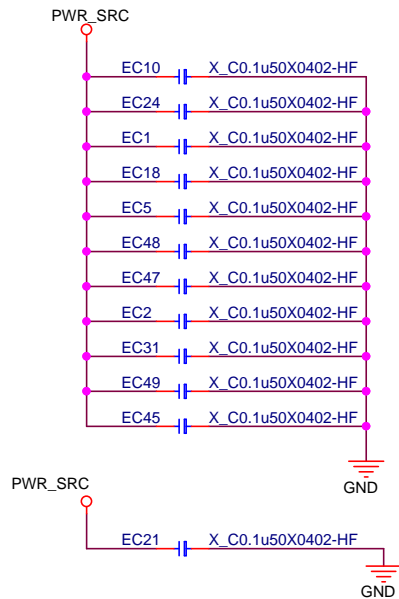 PWR_SRC
EC10 X_C0.1u50X0402-HF
EC24 X_C0.1u50X0402-HF
EC1 X_C0.1u50X0402-HF
EC18 X_C0.1u50X0402-HF
EC5 X_C0.1u50X0402-HF
EC48 X_C0.1u50X0402-HF
EC47 X_C0.1u50X0402-HF
EC2 X_C0.1u50X0402-HF
EC31 X_C0.1u50X0402-HF
EC49 X_C0.1u50X0402-HF
EC45 X_C0.1u50X0402-HF
GND
PWR_SRC
EC21 X_C0.1u50X0402-HF
GND